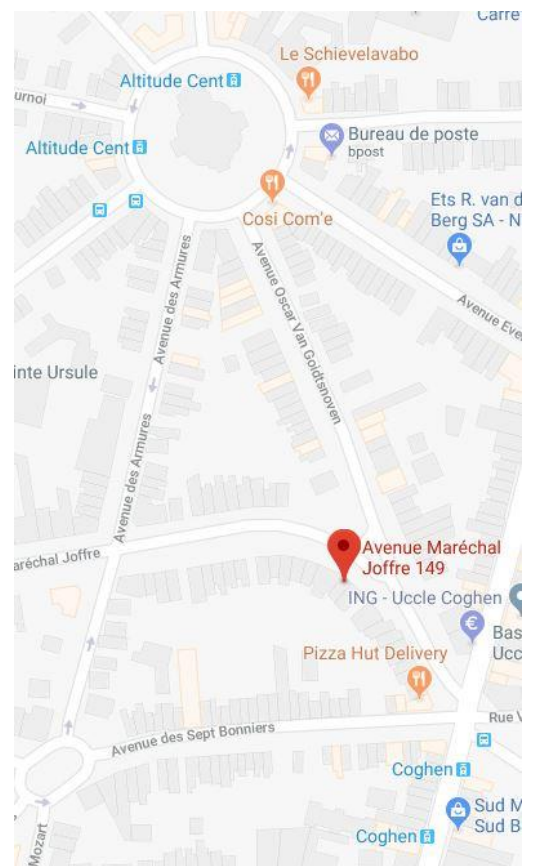 Carre
Le Schievelavabo
Altitude Cent
urnoi
Bureau de poste
bpost
Altitude Cent
Ets R. van d
Berg SA - N
Cosi Com'e
Avenue des Armures
Avenue Oscar Van Goidtsnoven
Avenue Eve
inte Ursule
Avenue des Armures
aréchal Joffre
Avenue Maréchal
Joffre 149
ING - Uccle Coghen
€
Bas
Ucc
Pizza Hut Delivery
Rue V
Avenue des Sept Bonniers
Coghen
Sud M
Sud B
Mozart
Coghen